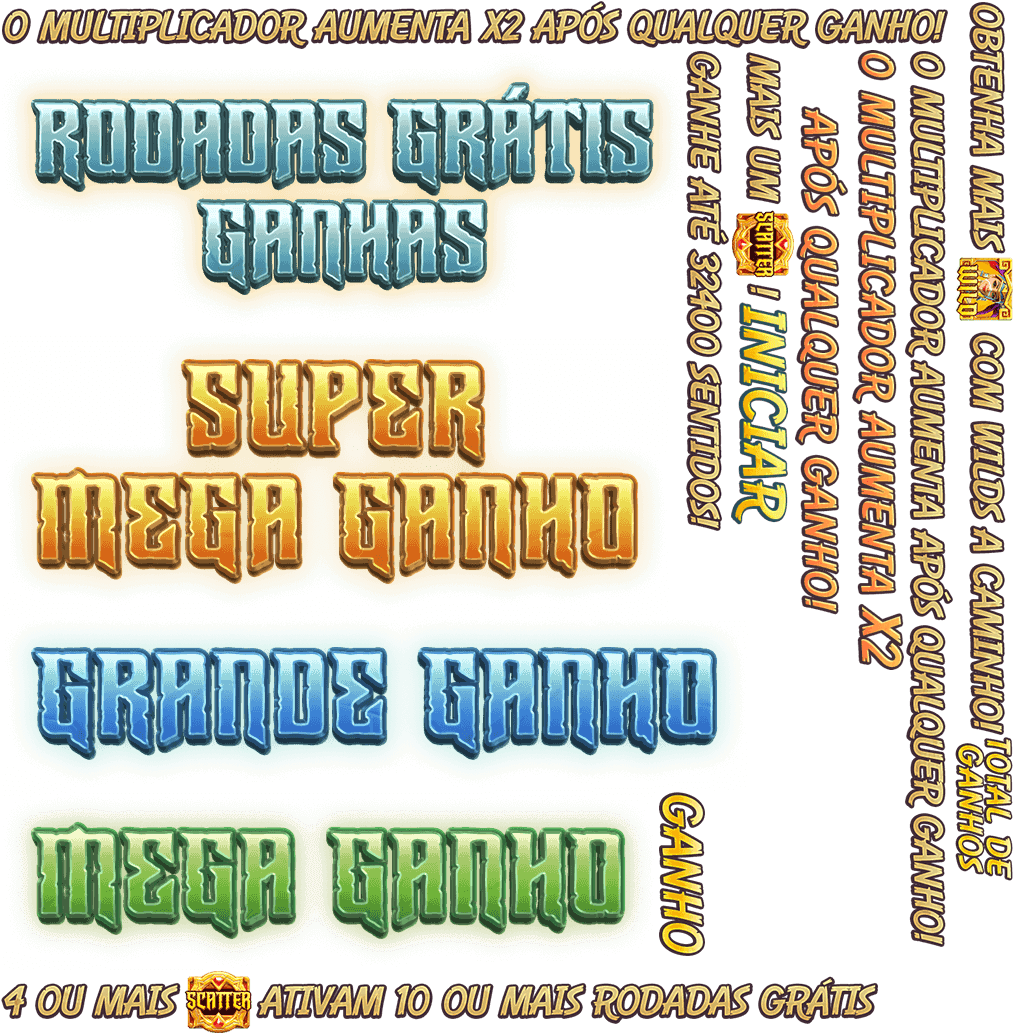 O MULTIPLICADOR AUMENTA X2 APÓS QUALQUER GANHO!
RODADAS GRÁTIS
GANHAS
SUPER
MEGA GANHO
GRANDE GANHO
MEGA GANHO
GANHO
GANHE ATÉ 32400 SENTIDOS!
MAIS UM SCATTER !
INICIAR
O MULTIPLICADOR AUMENTA X2
APÓS QUALQUER GANHO!
O MULTIPLICADOR AUMENTA APÓS QUALQUER GANHO!
OBTENHA MAIS WILD COM WILDS A CAMINHO!
TOTAL DE
GANHOS
4 OU MAIS SCATTER ATIVAM 10 OU MAIS RODADAS GRÁTIS